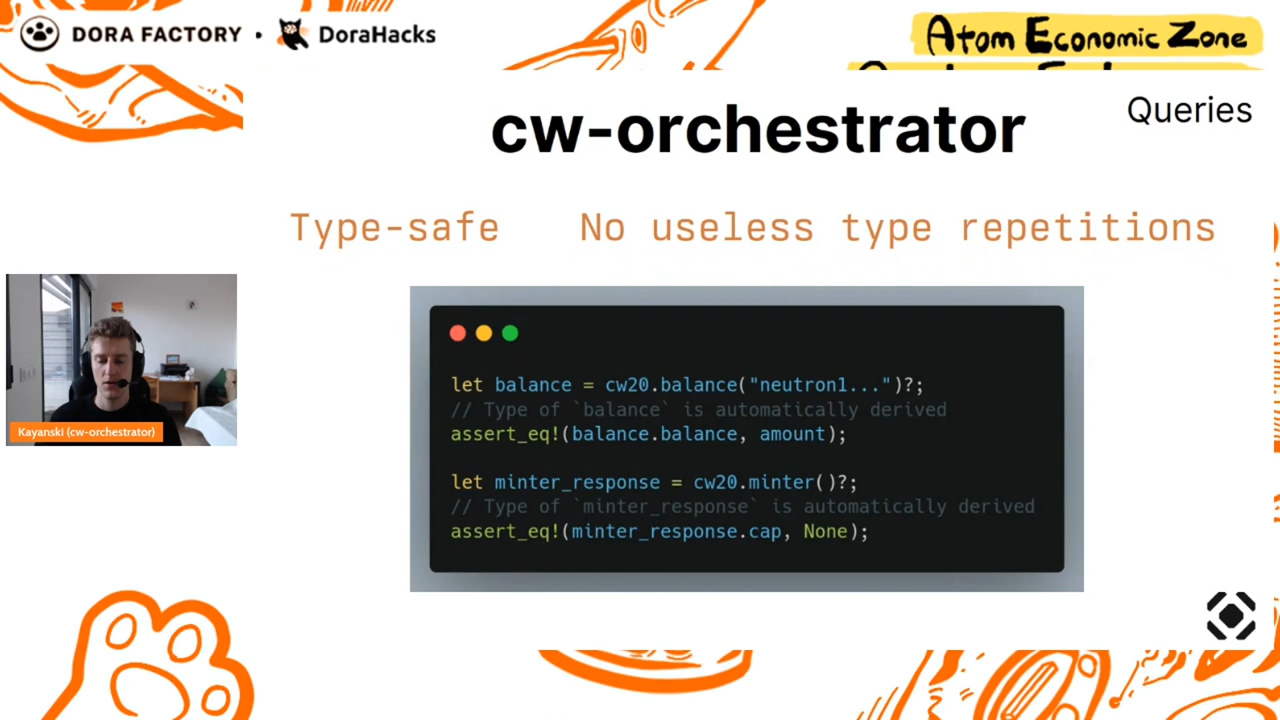 DORA FACTORY • DoraHacks
Atom Economic Zone
cw-orchestrator
Queries
Type-safe No useless type repetitions
let balance = cw20.balance("neutron1...")?;
// Type of `balance` is automatically derived
assert_eq!(balance.balance, amount);
let minter_response = cw20.minter()?;
// Type of `minter_response` is automatically derived
assert_eq!(minter_response.cap, None);
Kayanski (cw-orchestrator)